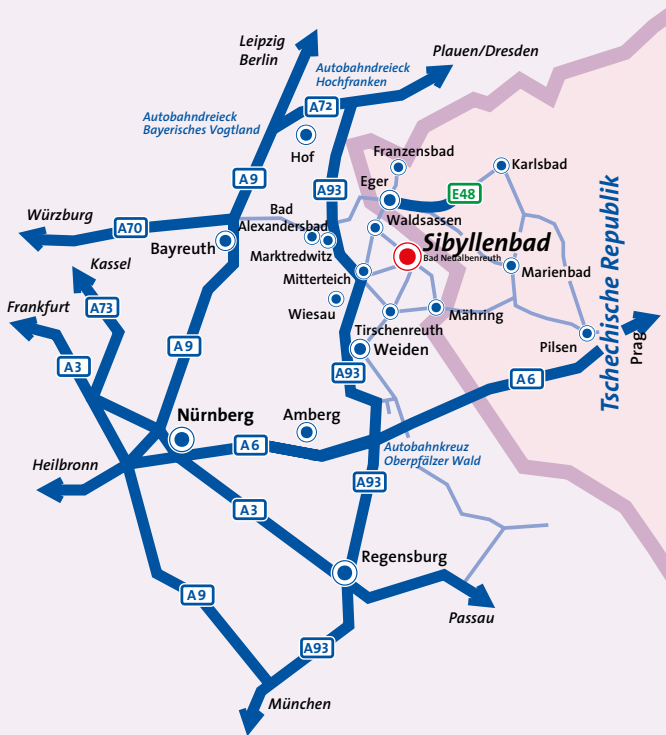 Leipzig
Berlin
Plauen/Dresden
Autobahndreieck
Hochfranken
A72
Autobahndreieck
Bayerisches Vogtland
Hof
Franzensbad
Karlsbad
A9
A93
Eger
E48
Würzburg
A70
Bad
Alexandersbad
Waldsassen
Bayreuth
Marktredwitz
Sibyllenbad
Bad Neualbenreuth
Kassel
Mitterteich
Marienbad
Tschechische Republik
Frankfurt
A73
Wiesau
Mähring
Tirschenreuth
A3
A9
Weiden
Pilsen
Prag
A93
A6
Nürnberg
Amberg
A6
Autobahnkreuz
Oberpfälzer Wald
Heilbronn
A93
A3
Regensburg
A9
Passau
A93
München